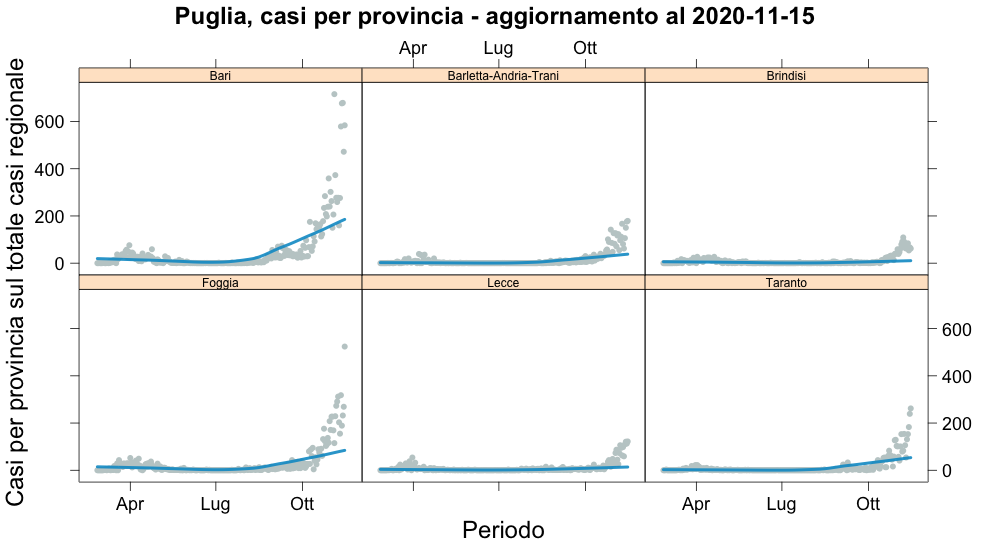 Puglia, casi per provincia - aggiornamento al 2020-11-15
Apr Lug Ott
Bari Barletta-Andria-Trani Brindisi
600
400
200
0
Foggia Lecce Taranto
600
400
200
0
Apr Lug Ott Apr Lug Ott
Periodo
Casi per provincia sul totale casi regionale